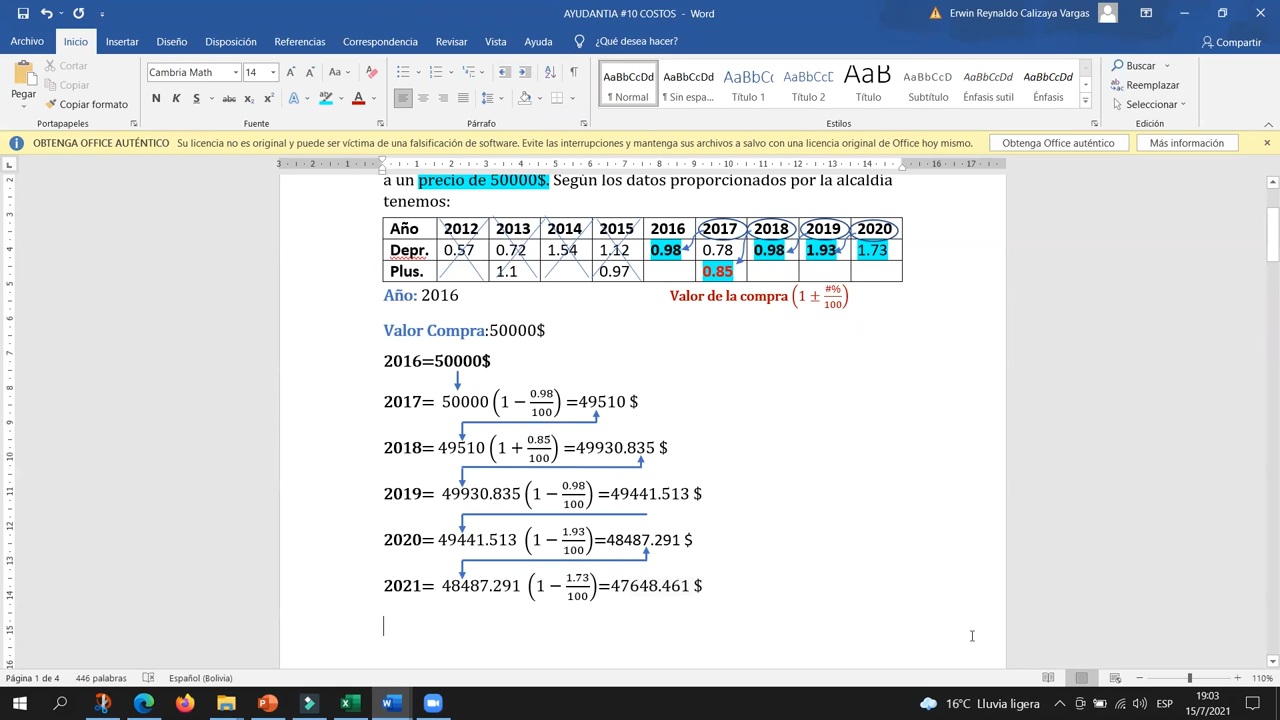 AYUDANTIA #10 COSTOS - Word
Erwin Reynaldo Calizaya Vargas
Archivo Inicio Insertar Diseño Disposición Referencias Correspondencia Revisar Vista Ayuda ¿Qué desea hacer? Compartir
Pegar
Cortar
Copiar
Copiar formato
Portapapeles
Cambria Math 14
Fuente
Párrafo
AaBbCcDd AaBbCcDd AaBbCc AaBbCcD AaB AaBbCcD AaBbCcDd AaBbCcDd
¶ Normal ¶ Sin espa... Título 1 Título 2 Título Subtítulo Énfasis sutil Énfasis
Estilos
Buscar
Reemplazar
Seleccionar
Edición
OBTENGA OFFICE AUTÉNTICO Su licencia no es original y puede ser víctima de una falsificación de software. Evite las interrupciones y mantenga sus archivos a salvo con una licencia original de Office hoy mismo. Obtenga Office auténtico Más información
a un precio de 50000$. Según los datos proporcionados por la alcaldía
tenemos:
Año 2012 2013 2014 2015 2016 2017 2018 2019 2020
Depr. 0.57 0.72 1.54 1.12 0.98 0.78 0.98 1.93 1.73
Plus. 1.1 0.97 0.85
Año: 2016
Valor de la compra (1 ± #%/100)
Valor Compra:50000$
2016=50000$
2017= 50000 (1 − 0.98/100) =49510 $
2018= 49510 (1 + 0.85/100) =49930.835 $
2019= 49930.835 (1 − 0.98/100) =49441.513 $
2020= 49441.513 (1 − 1.93/100)=48487.291 $
2021= 48487.291 (1 − 1.73/100)=47648.461 $
Página 1 de 4 446 palabras Español (Bolivia) 110%
16°C Lluvia ligera ESP 19:03
15/7/2021